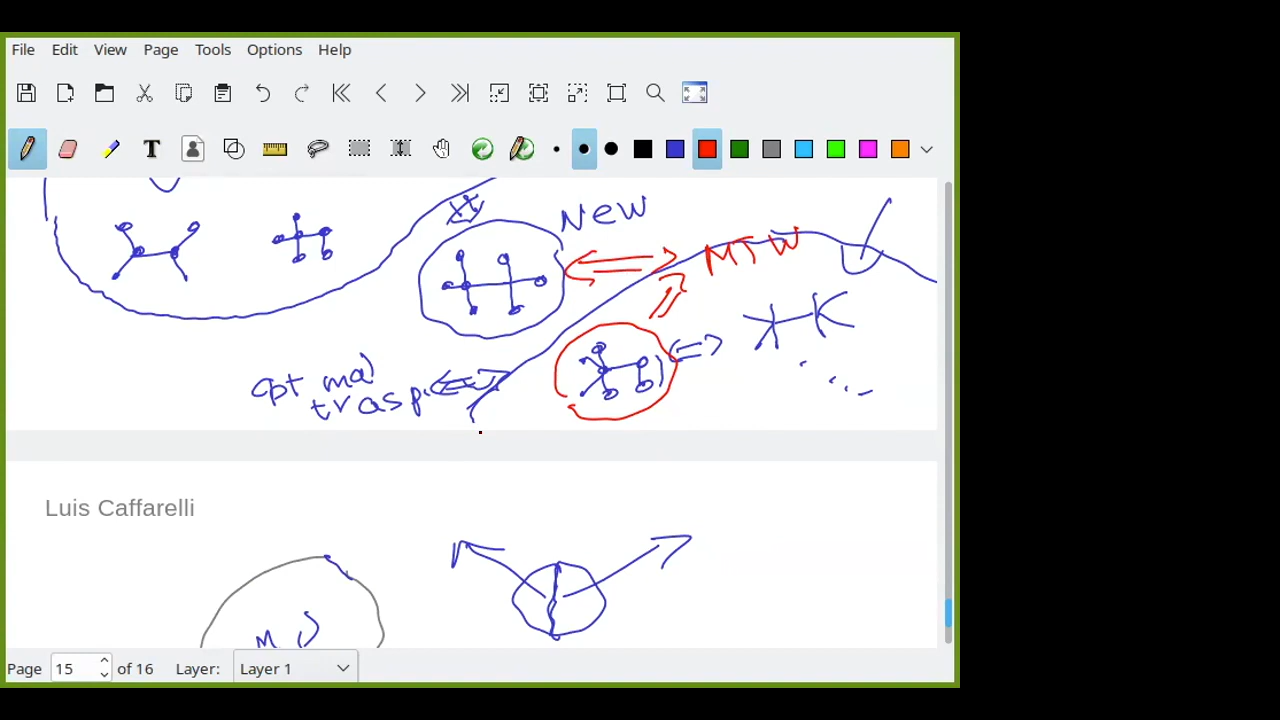 File Edit View Page Tools Options Help
T
New
MTW
opt mal
trasp.
Luis Caffarelli
M
Page 15 of 16 Layer: Layer 1